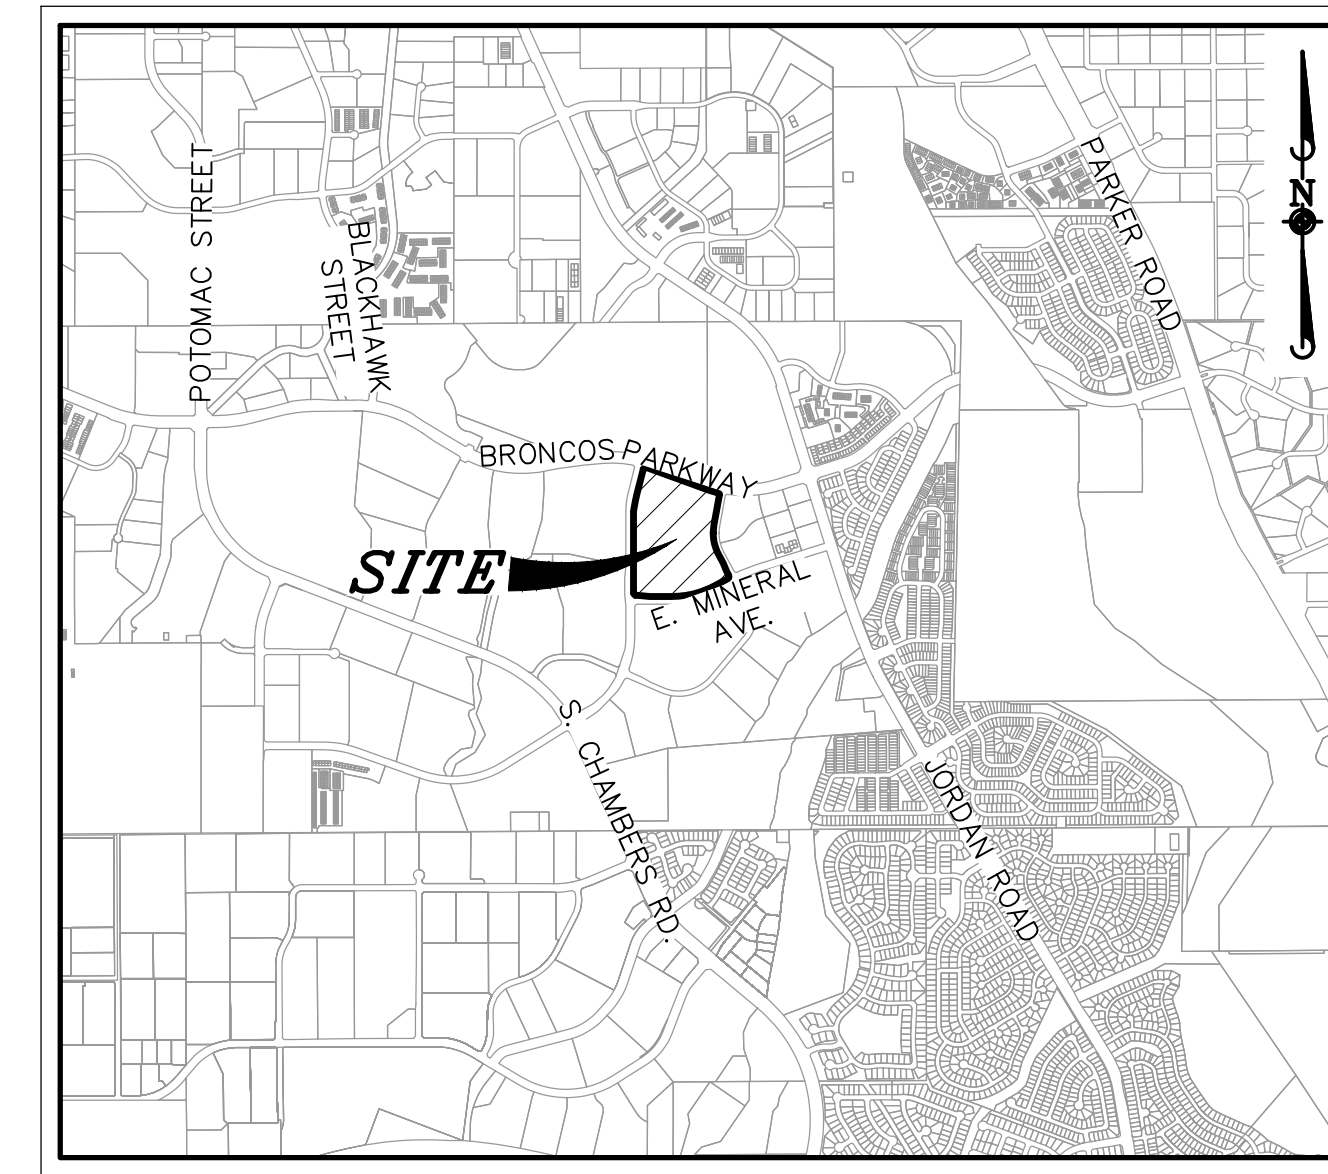 N
POTOMAC STREET
BLACKHAWK
STREET
PARKER ROAD
BRONCOS PARKWAY
SITE
E. MINERAL
AVE.
S. CHAMBERS RD.
JORDAN ROAD